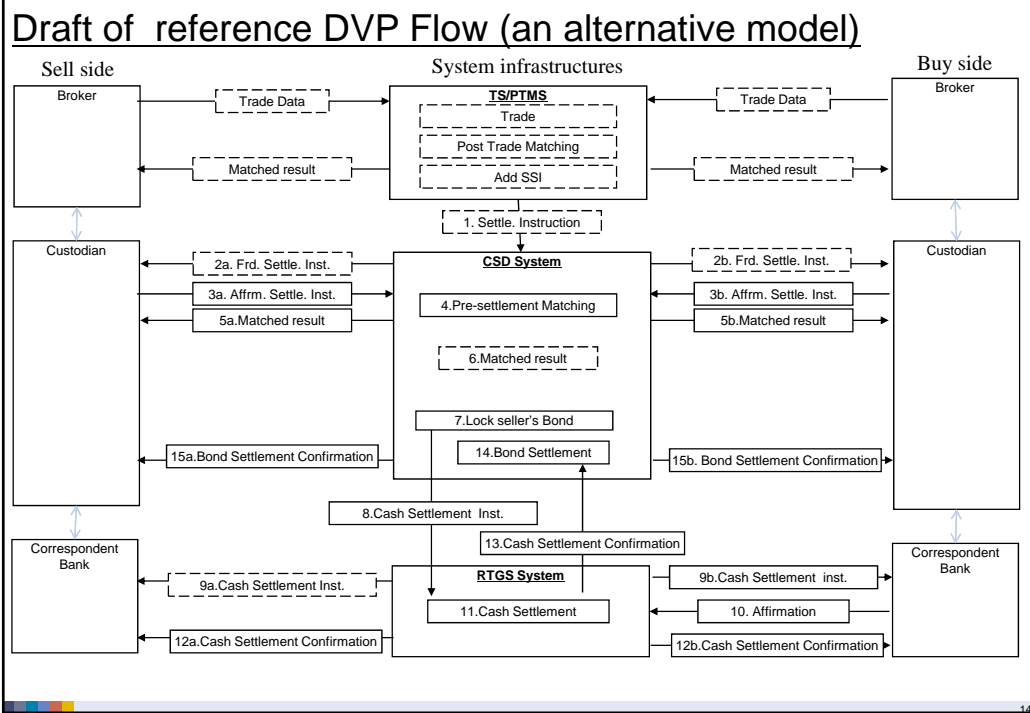 Draft of  reference DVP Flow (an alternative model)
Sell side
System infrastructures
Buy side
Broker
TS/PTMS
Broker
Trade Data
Trade Data
Trade
Post Trade Matching
Matched result
Matched result
Add SSI
1. Settle. Instruction
Custodian
CSD System
Custodian
2a. Frd. Settle. Inst.
2b. Frd. Settle. Inst.
3a. Affrm. Settle. Inst.
3b. Affrm. Settle. Inst.
4.Pre-settlement Matching
5a.Matched result
5b.Matched result
6.Matched result
7.Lock seller's Bond
14.Bond Settlement
15a.Bond Settlement Confirmation
15b. Bond Settlement Confirmation
8.Cash Settlement  Inst.
13.Cash Settlement Confirmation
Correspondent
Bank
RTGS System
Correspondent
Bank
9a.Cash Settlement Inst.
9b.Cash Settlement  inst.
11.Cash Settlement
10. Affirmation
12a.Cash Settlement Confirmation
12b.Cash Settlement Confirmation
14